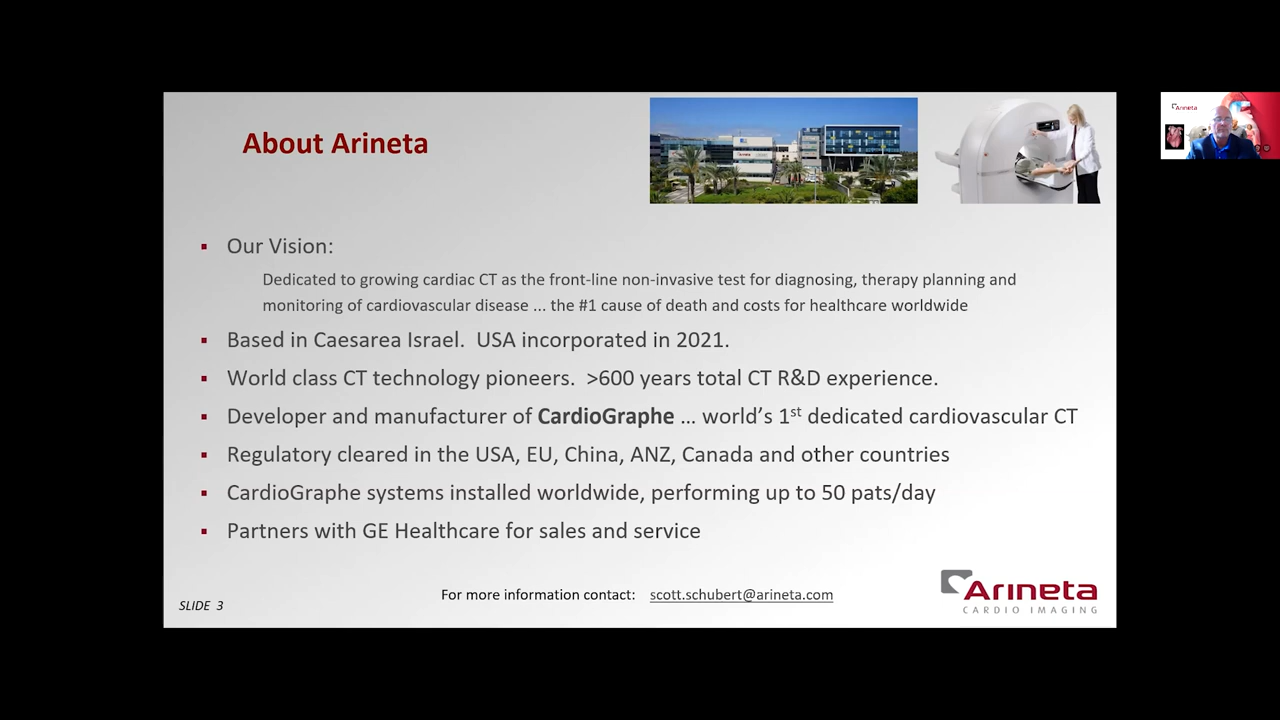 About Arineta
Arineta
Our Vision:
Dedicated to growing cardiac CT as the front-line non-invasive test for diagnosing, therapy planning and
monitoring of cardiovascular disease ... the #1 cause of death and costs for healthcare worldwide
Based in Caesarea Israel.  USA incorporated in 2021.
World class CT technology pioneers.  >600 years total CT R&D experience.
Developer and manufacturer of CardioGraphe ... world's 1st dedicated cardiovascular CT
Regulatory cleared in the USA, EU, China, ANZ, Canada and other countries
CardioGraphe systems installed worldwide, performing up to 50 pats/day
Partners with GE Healthcare for sales and service
For more information contact:   scott.schubert@arineta.com
SLIDE  3
Arineta
CARDIO IMAGING